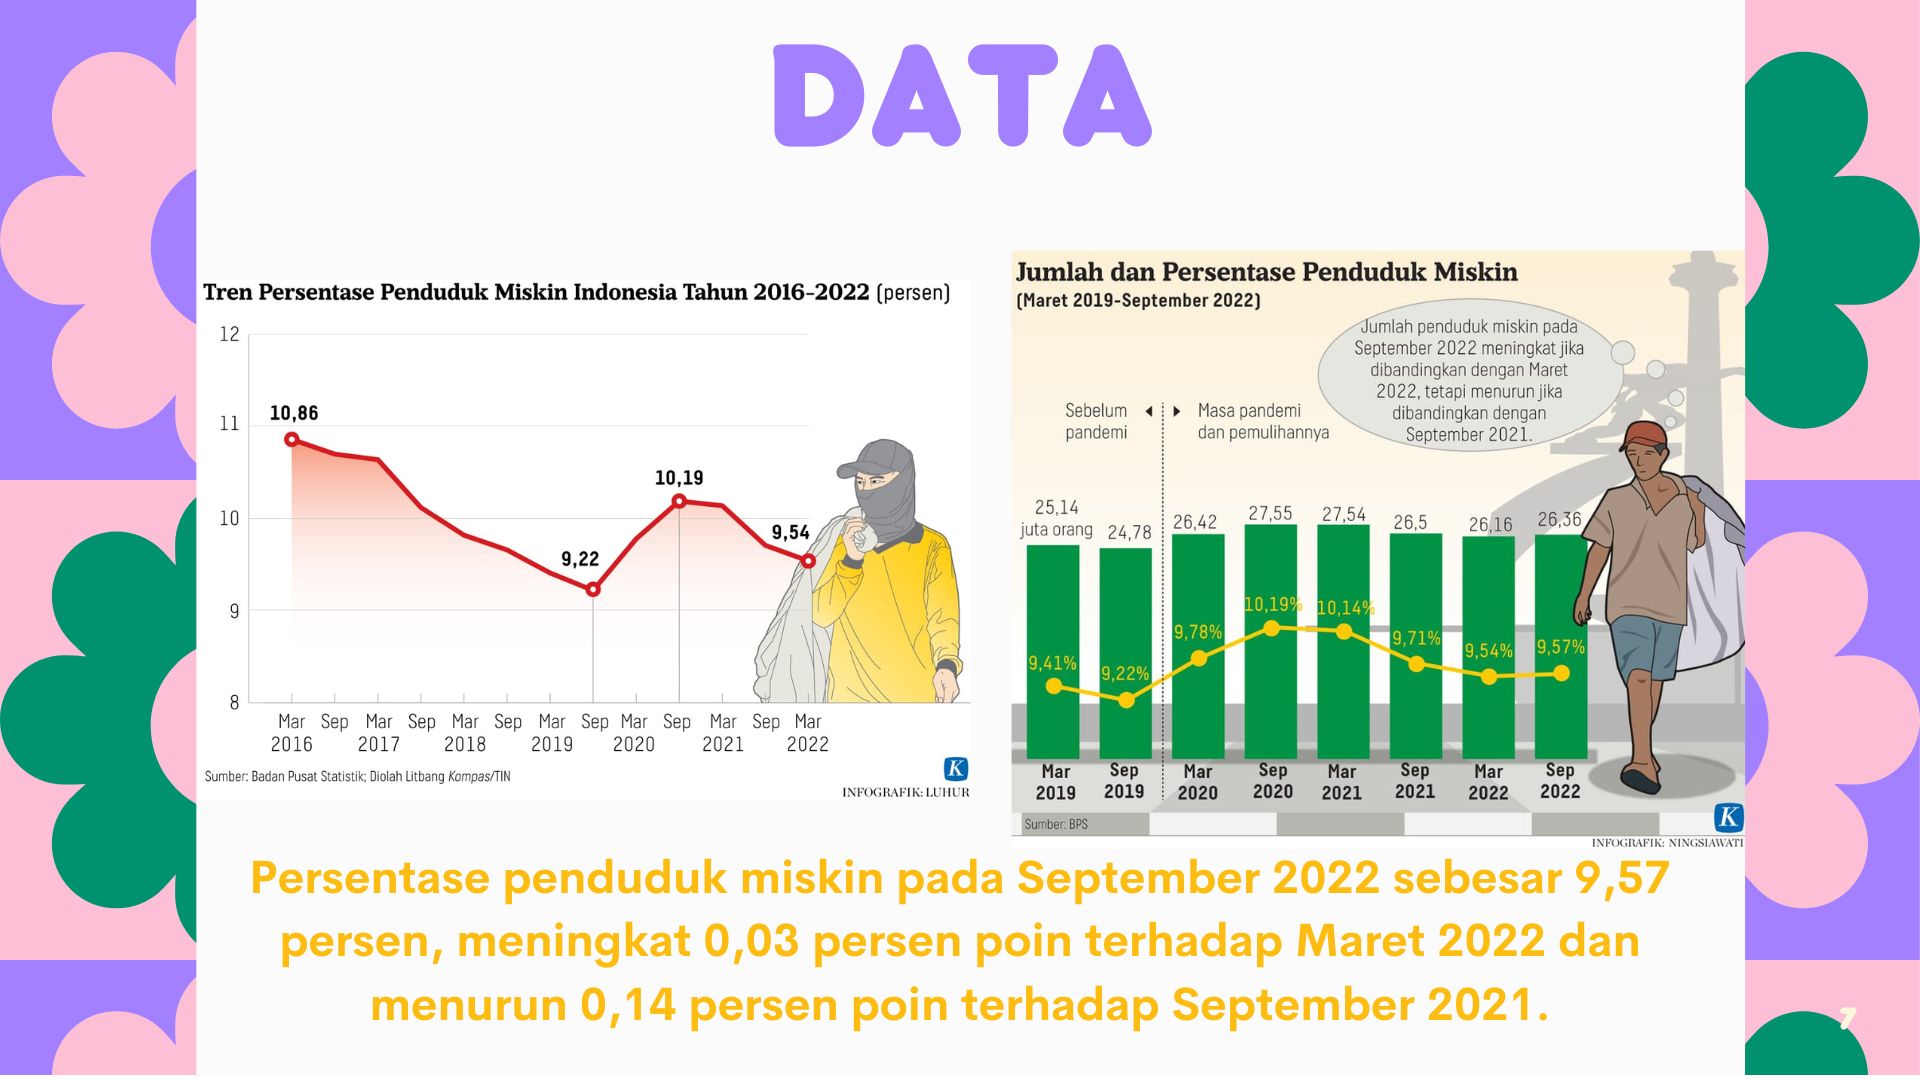 DATA
Tren Persentase Penduduk Miskin Indonesia Tahun 2016-2022 (persen)
12
11
10
9
8
10,86
9,22
10,19
9,54
Mar Sep Mar Sep Mar Sep Mar Sep Mar Sep Mar Sep Mar
2016 2017 2018 2019 2020 2021 2022
Sumber: Badan Pusat Statistik; Diolah Litbang Kompas/TIN
K
INFOGRAFIK: LUHUR
Jumlah dan Persentase Penduduk Miskin
(Maret 2019-September 2022)
Jumlah penduduk miskin pada
September 2022 meningkat jika
dibandingkan dengan Maret
2022, tetapi menurun jika
dibandingkan dengan
September 2021.
Sebelum
pandemi
Masa pandemi
dan pemulihannya
25,14
juta orang
24,78
26,42
27,55
27,54
26,5
26,16
26,36
9,41%
9,22%
9,78%
10,19%
10,14%
9,71%
9,54%
9,57%
Mar Sep Mar Sep Mar Sep Mar Sep
2019 2019 2020 2020 2021 2021 2022 2022
Sumber: BPS
K
INFOGRAFIK: NINGSIAWATI
Persentase penduduk miskin pada September 2022 sebesar 9,57
persen, meningkat 0,03 persen poin terhadap Maret 2022 dan
menurun 0,14 persen poin terhadap September 2021.
7